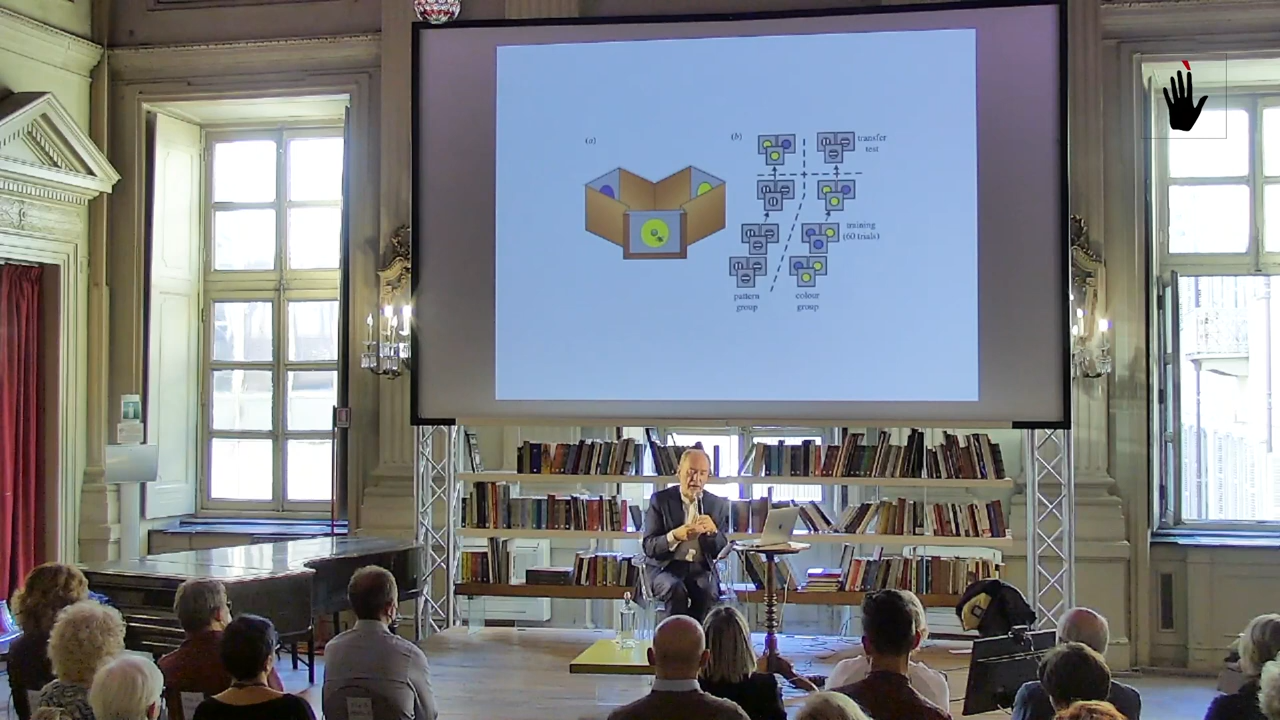 (a)
(b)
transfer
test
training
(60 trials)
pattern
group
colour
group